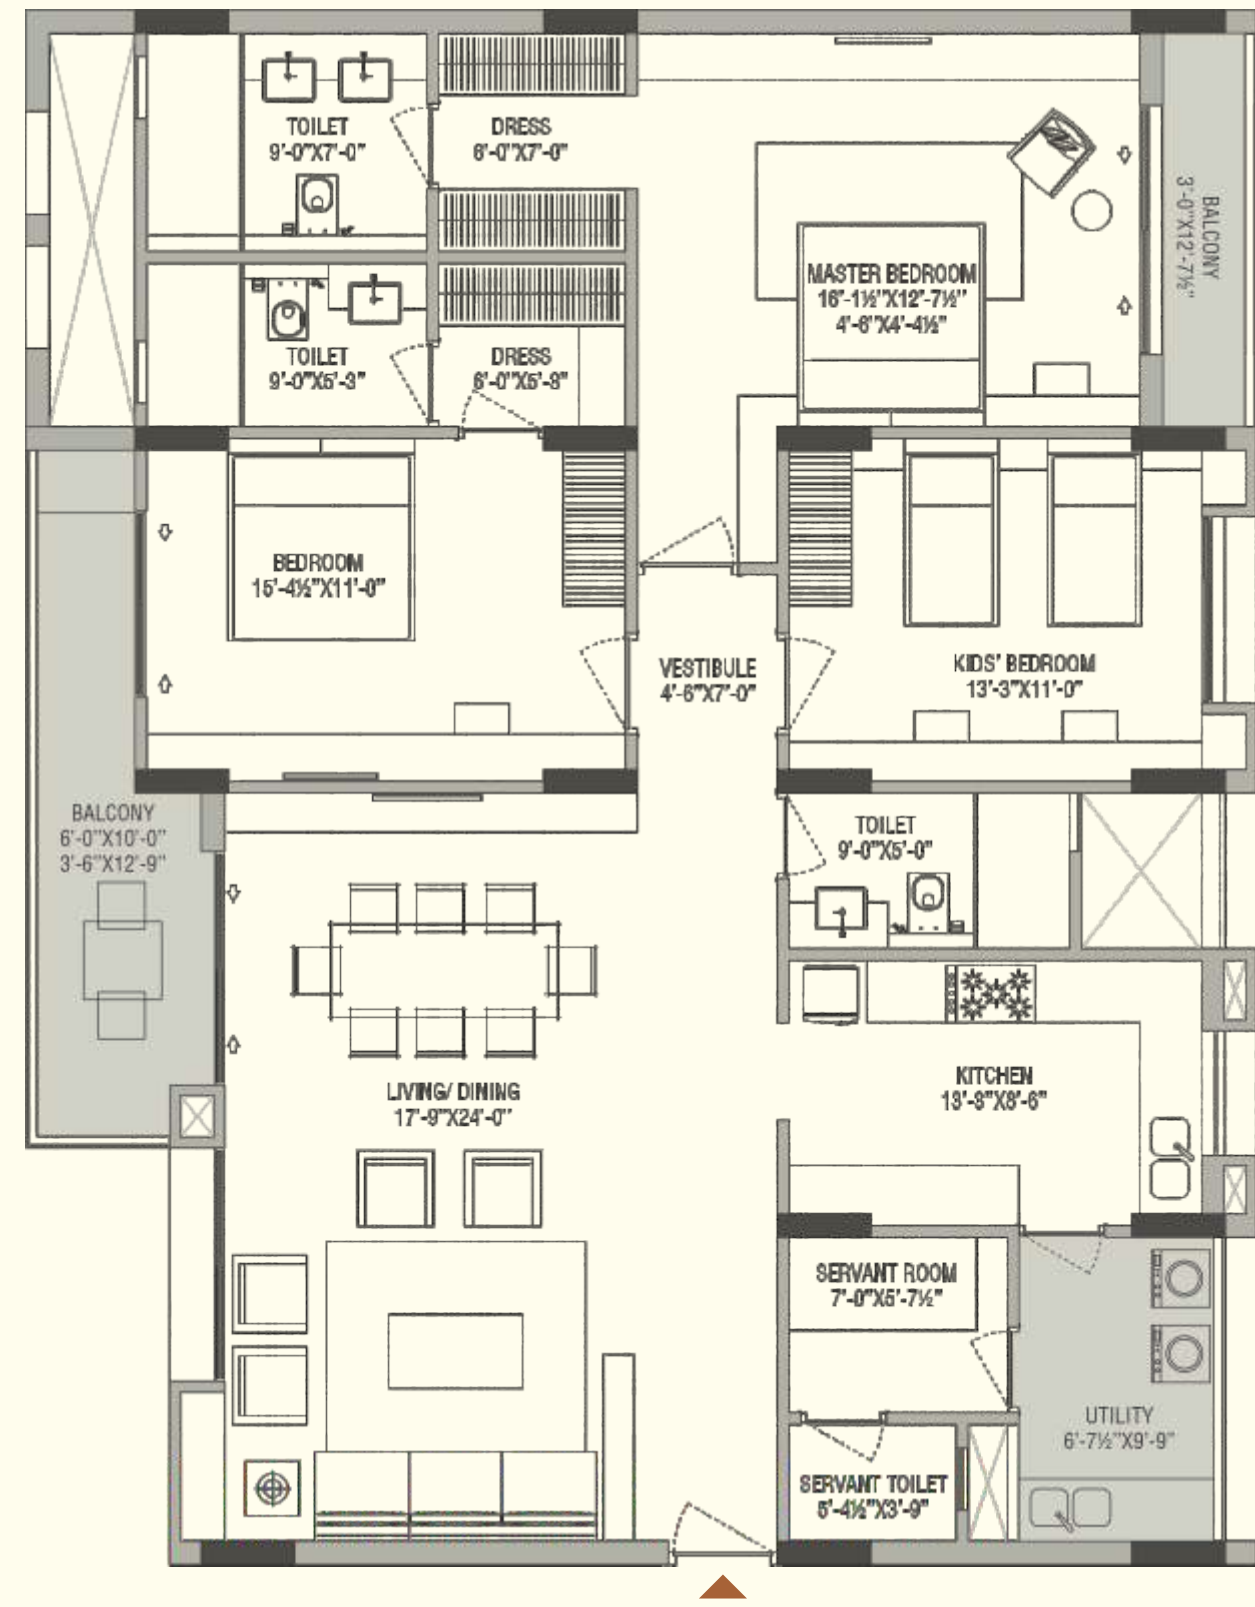 TOILET
9'-0"X7'-0"
DRESS
6'-0"X7'-0"
BALCONY
3'-0"X12'-7½"
MASTER BEDROOM
16'-1½"X12'-7½"
4'-6"X4'-4½"
TOILET
9'-0"X5'-3"
DRESS
6'-0"X5'-8"
BEDROOM
15'-4½"X11'-0"
VESTIBULE
4'-6"X7'-0"
KIDS' BEDROOM
13'-3"X11'-0"
BALCONY
6'-0"X10'-0"
3'-6"X12'-9"
TOILET
9'-0"X5'-0"
LIVING/ DINING
17'-9"X24'-0"
KITCHEN
13'-8"X8'-6"
SERVANT ROOM
7'-0"X5'-7½"
UTILITY
6'-7½"X9'-9"
SERVANT TOILET
5'-4½"X3'-9"